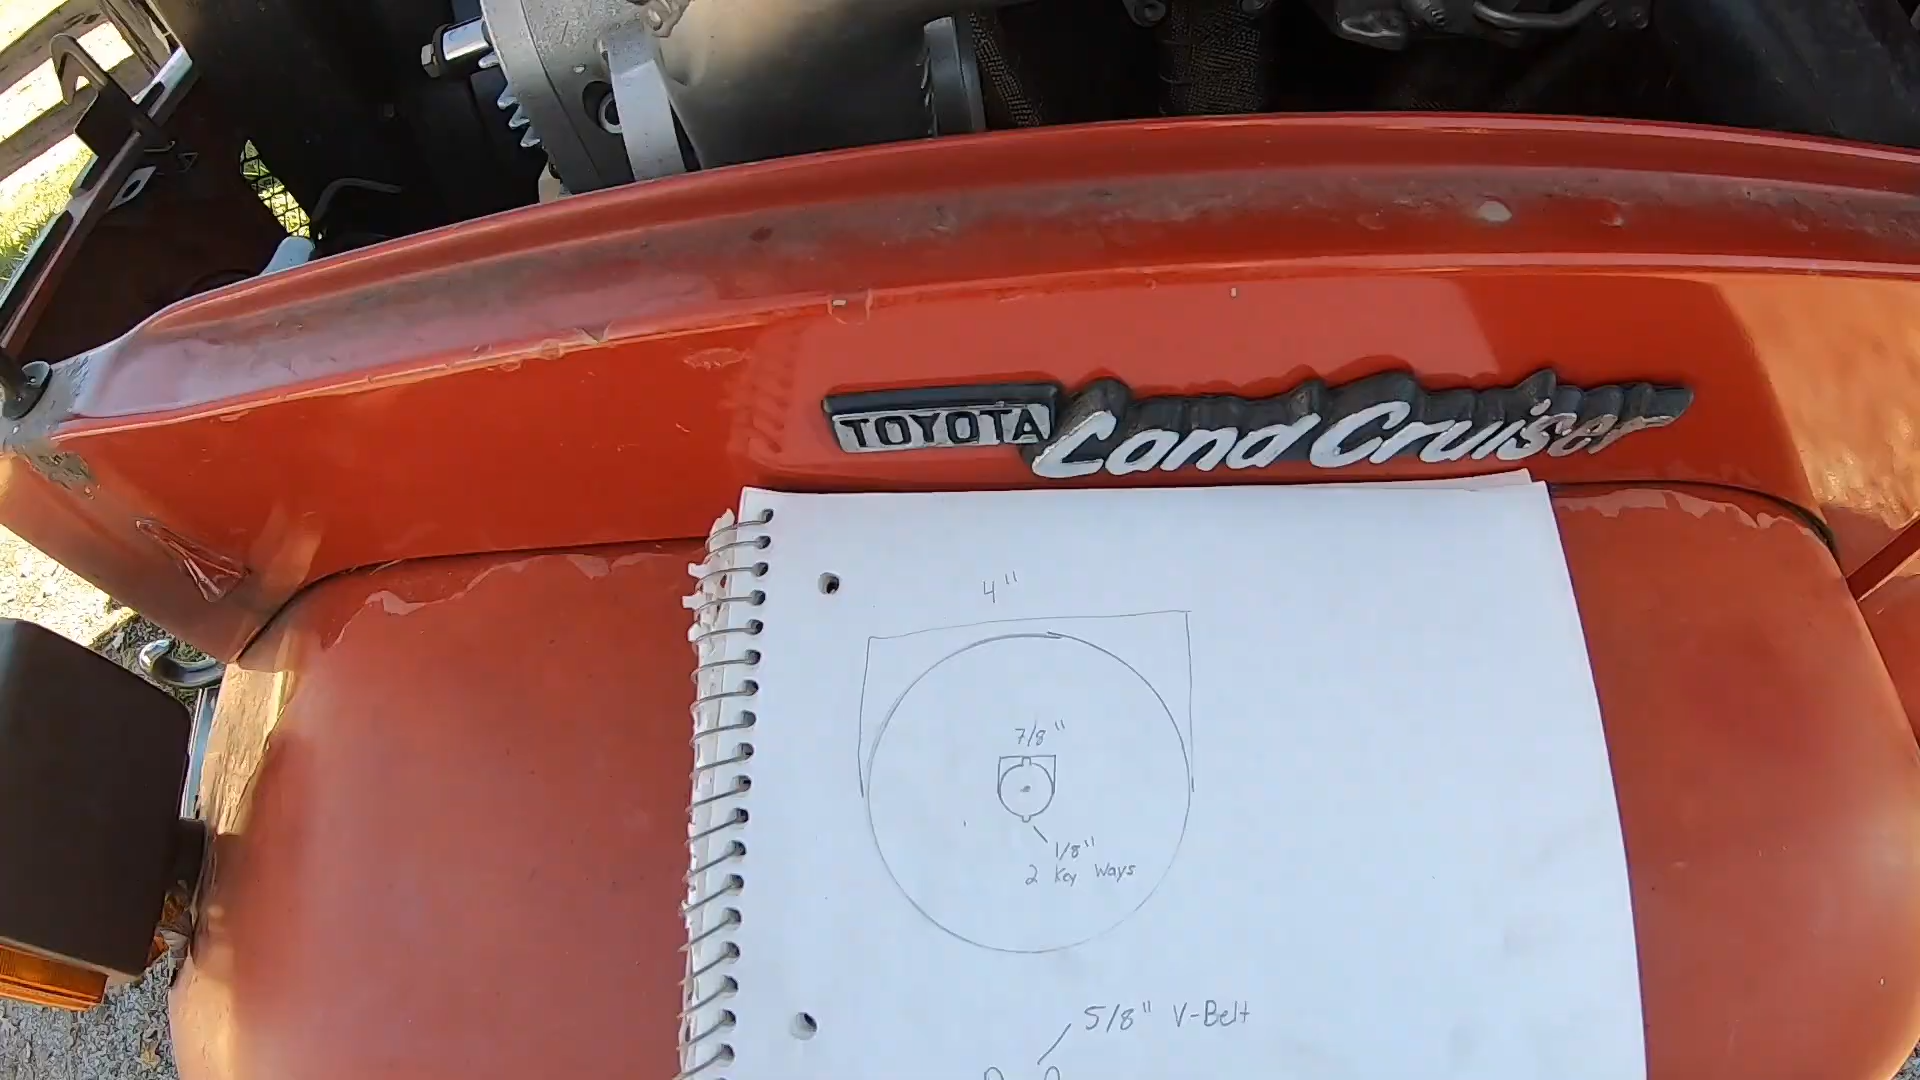 TOYOTA Land Cruiser
4"
7/8"
1/8"
2 Key Ways
5/8" V-Belt